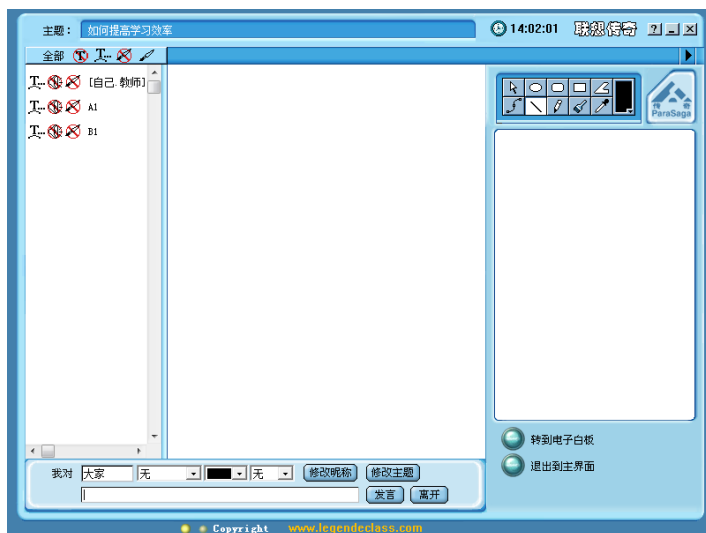 主题： 如何提高学习效率
14:02:01 联想传奇
全部
[自己.教师]
A1
B1
ParaSaga
转到电子白板
退出到主界面
我对 大家 无 无 修改昵称 修改主题
发言 离开
Copyright www.legendeclass.com